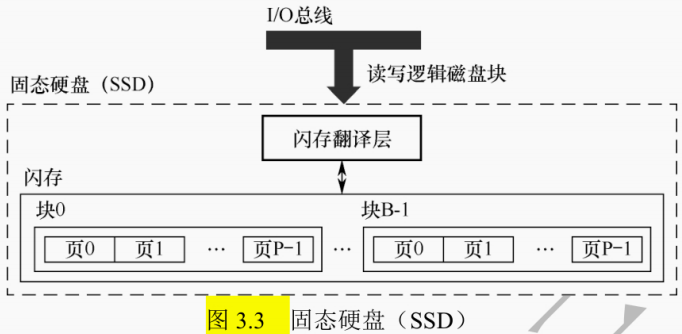 I/O总线
读写逻辑磁盘块
固态硬盘（SSD）
闪存翻译层
闪存
块0 块B-1
页0 页1 … 页P-1 … 页0 页1 … 页P-1
图 3.3 固态硬盘（SSD）